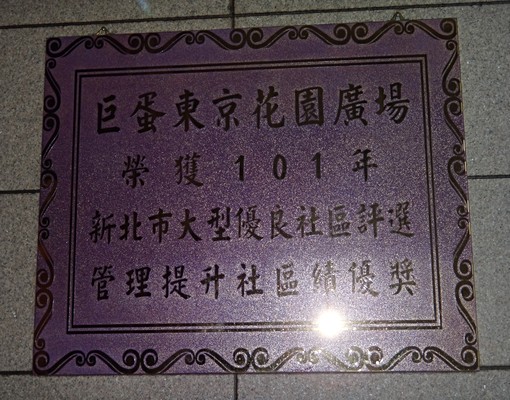 巨蛋東京花園廣場
榮獲101年
新北市大型優良社區評選
管理提升社區績優獎